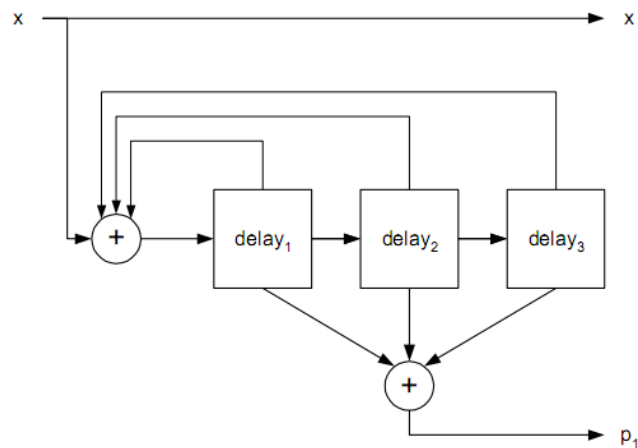 x x
+ delay₁ delay₂ delay₃
+
p₁